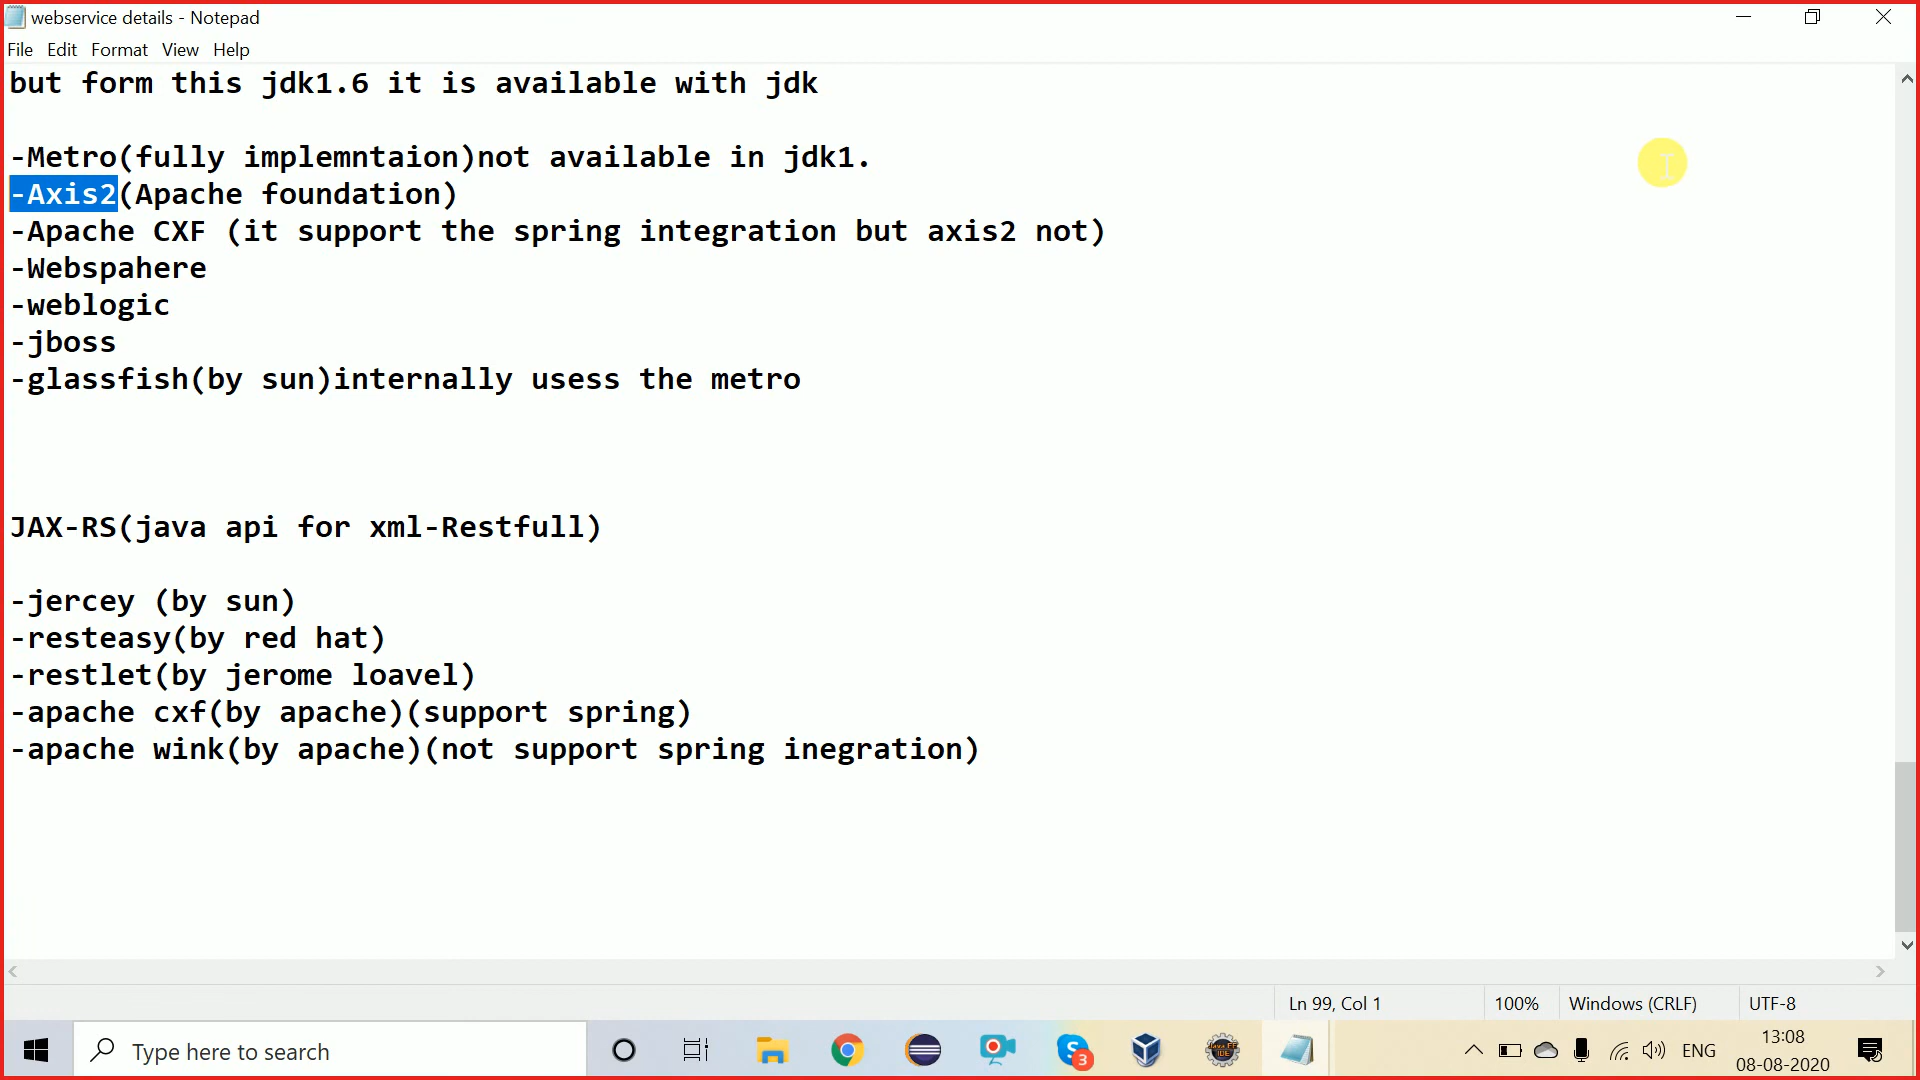 webservice details - Notepad
File Edit Format View Help
but form this jdk1.6 it is available with jdk
-Metro(fully implemntaion)not available in jdk1.
-Axis2(Apache foundation)
-Apache CXF (it support the spring integration but axis2 not)
-Webspahere
-weblogic
-jboss
-glassfish(by sun)internally usess the metro
JAX-RS(java api for xml-Restfull)
-jercey (by sun)
-resteasy(by red hat)
-restlet(by jerome loavel)
-apache cxf(by apache)(support spring)
-apache wink(by apache)(not support spring inegration)
Ln 99, Col 1 100% Windows (CRLF) UTF-8
Type here to search
3
JAVA EE
IDE
ENG
13:08
08-08-2020